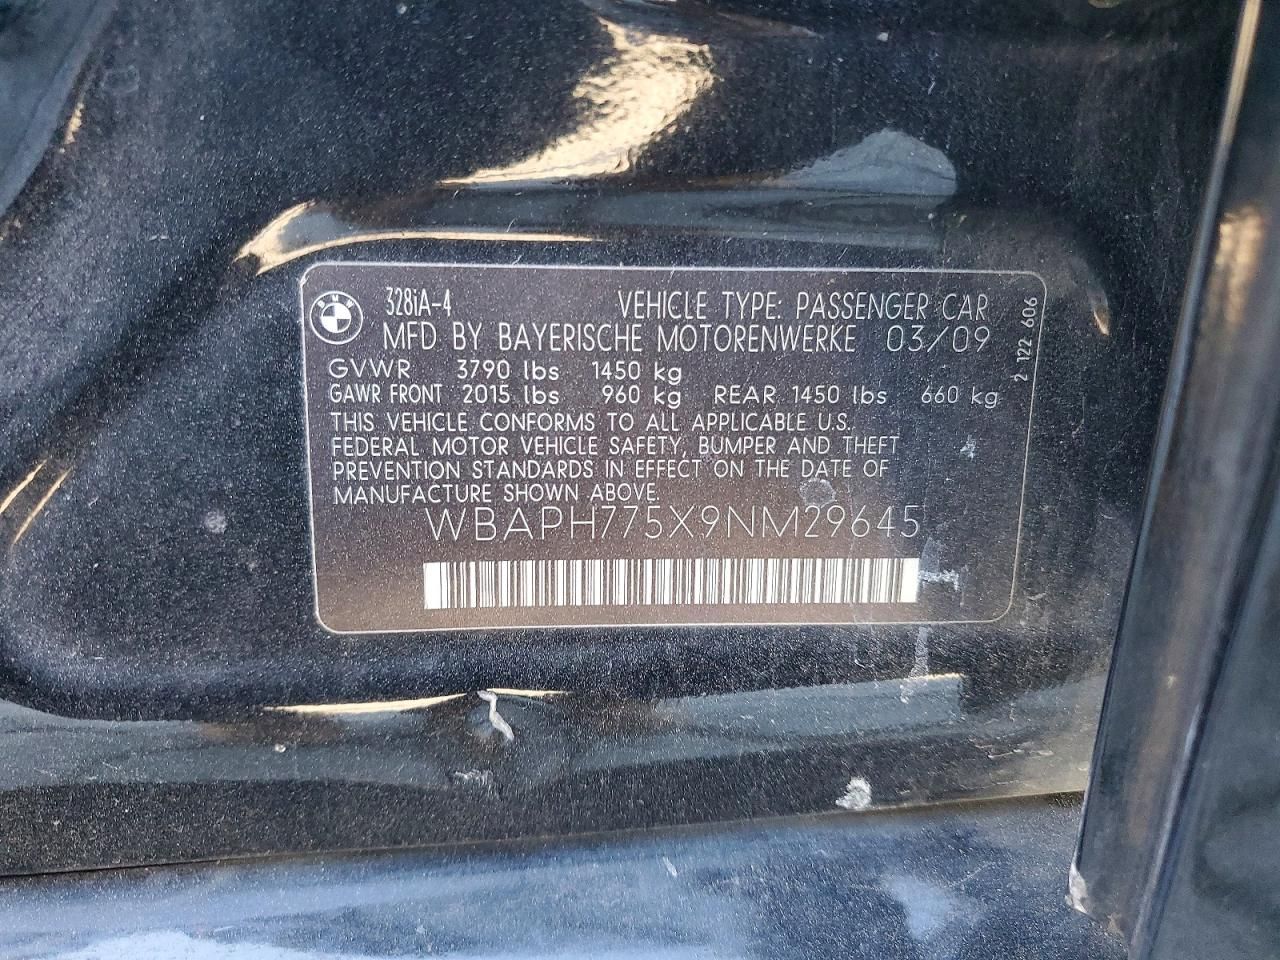 BMW
328iA-4 VEHICLE TYPE: PASSENGER CAR
MFD BY BAYERISCHE MOTORENWERKE 03/09
GVWR 3790 lbs 1450 kg
GAWR FRONT 2015 lbs 960 kg REAR 1450 lbs 660 kg
THIS VEHICLE CONFORMS TO ALL APPLICABLE U.S.
FEDERAL MOTOR VEHICLE SAFETY, BUMPER AND THEFT
PREVENTION STANDARDS IN EFFECT ON THE DATE OF
MANUFACTURE SHOWN ABOVE.
WBAPH775X9NM29645
2 122 606